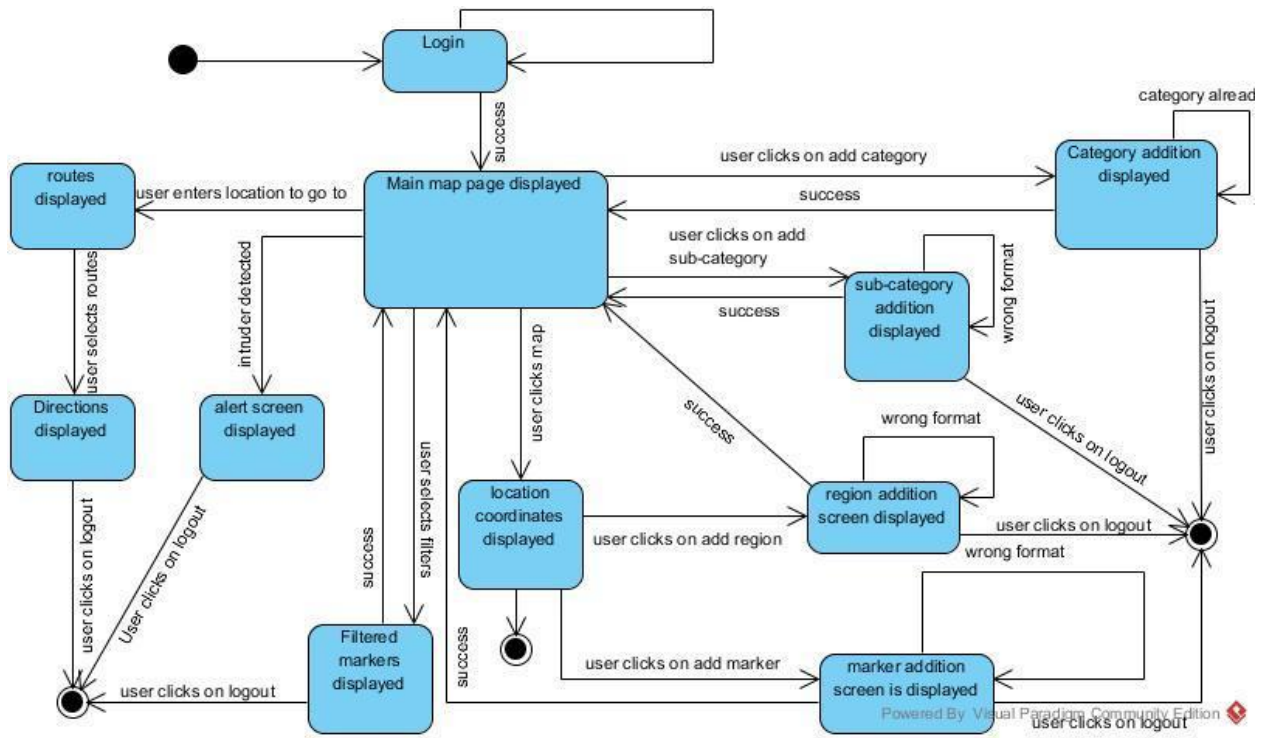 Login
success
category alread
user clicks on add category
Category addition
displayed
success
routes
displayed
user enters location to go to
Main map page displayed
user clicks on add
sub-category
sub-category
addition
displayed
success
wrong format
user selects routes
intruder detected
user clicks map
success
user clicks on logout
user clicks on logout
Directions
displayed
alert screen
displayed
wrong format
location
coordinates
displayed
region addition
screen displayed
user clicks on add region
user clicks on logout
wrong format
user selects filters
success
user clicks on logout
User clicks on logout
Filtered
markers
displayed
success
user clicks on add marker
marker addition
screen is displayed
user clicks on logout
Powered By Visual Paradigm Community Edition
user clicks on logout